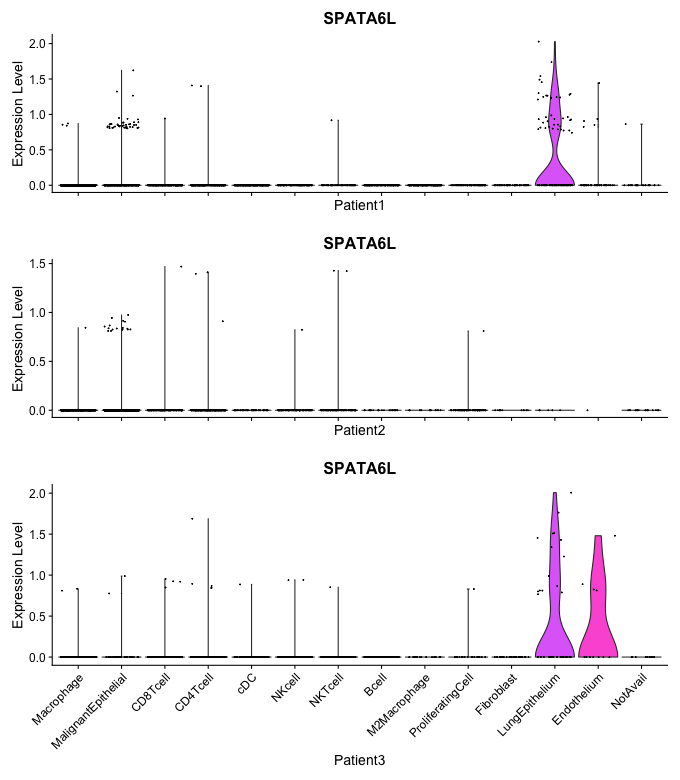 SPATA6L
Expression Level
2.0
1.5
1.0
0.5
0.0
Patient1
SPATA6L
Expression Level
1.5
1.0
0.5
0.0
Patient2
SPATA6L
Expression Level
2.0
1.5
1.0
0.5
0.0
Macrophage
MalignantEpithelial
CD8Tcell
CD4Tcell
cDC
NKcell
NKTcell
Bcell
M2Macrophage
ProliferatingCell
Fibroblast
LungEpithelium
Endothelium
NotAvail
Patient3